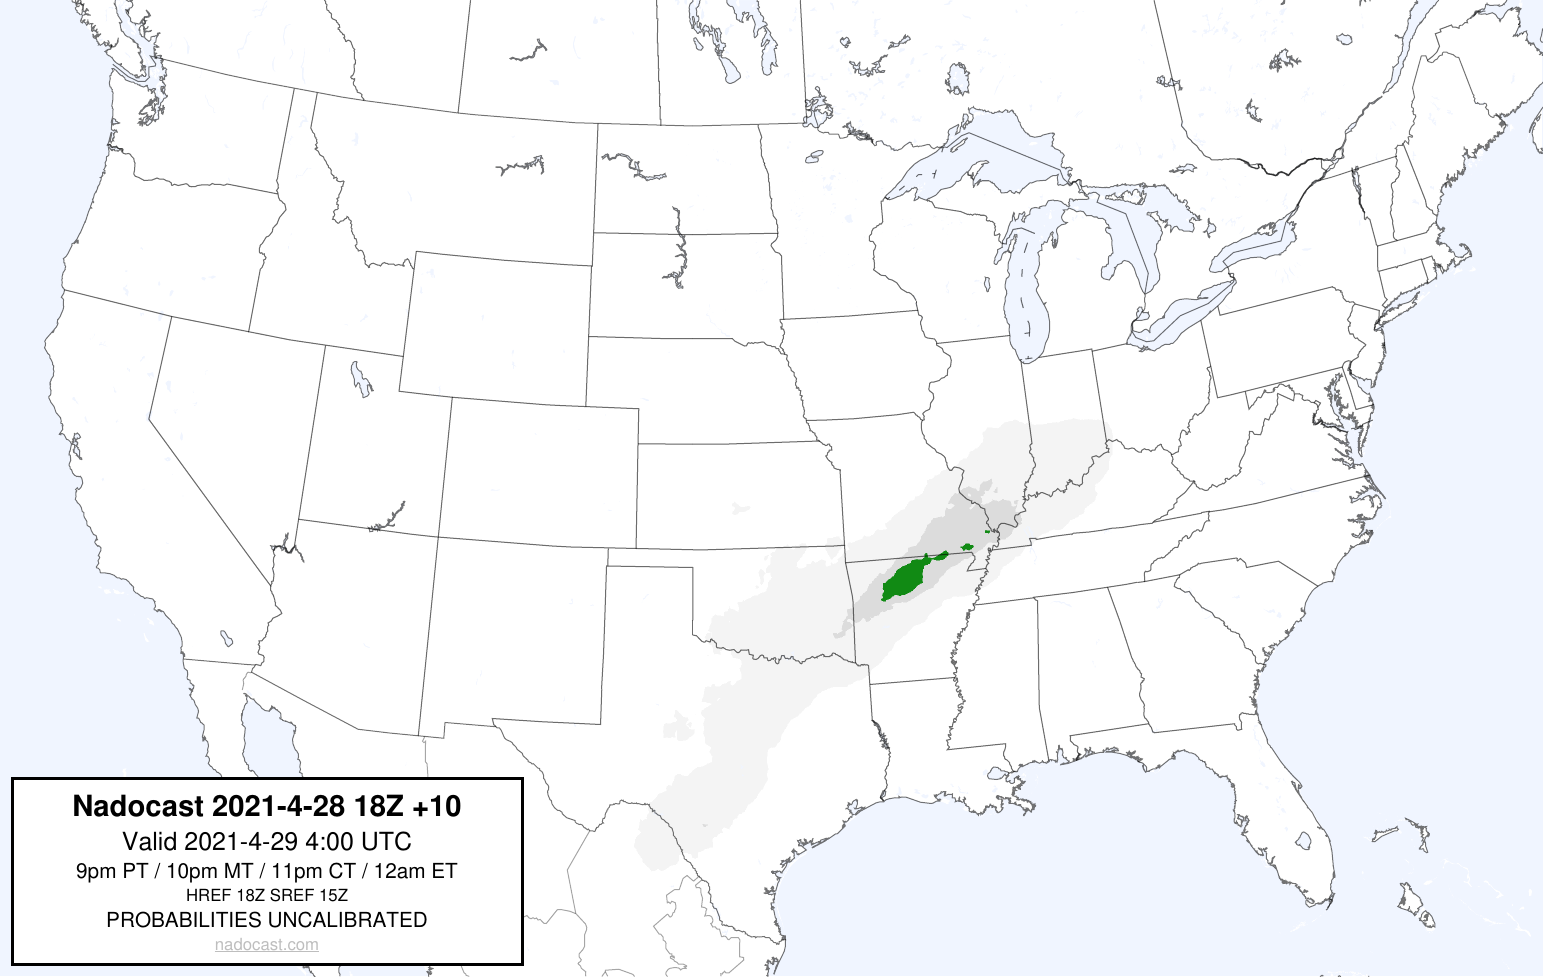 Nadocast 2021-4-28 18Z +10
Valid 2021-4-29 4:00 UTC
9pm PT / 10pm MT / 11pm CT / 12am ET
HREF 18Z SREF 15Z
PROBABILITIES UNCALIBRATED
nadocast.com